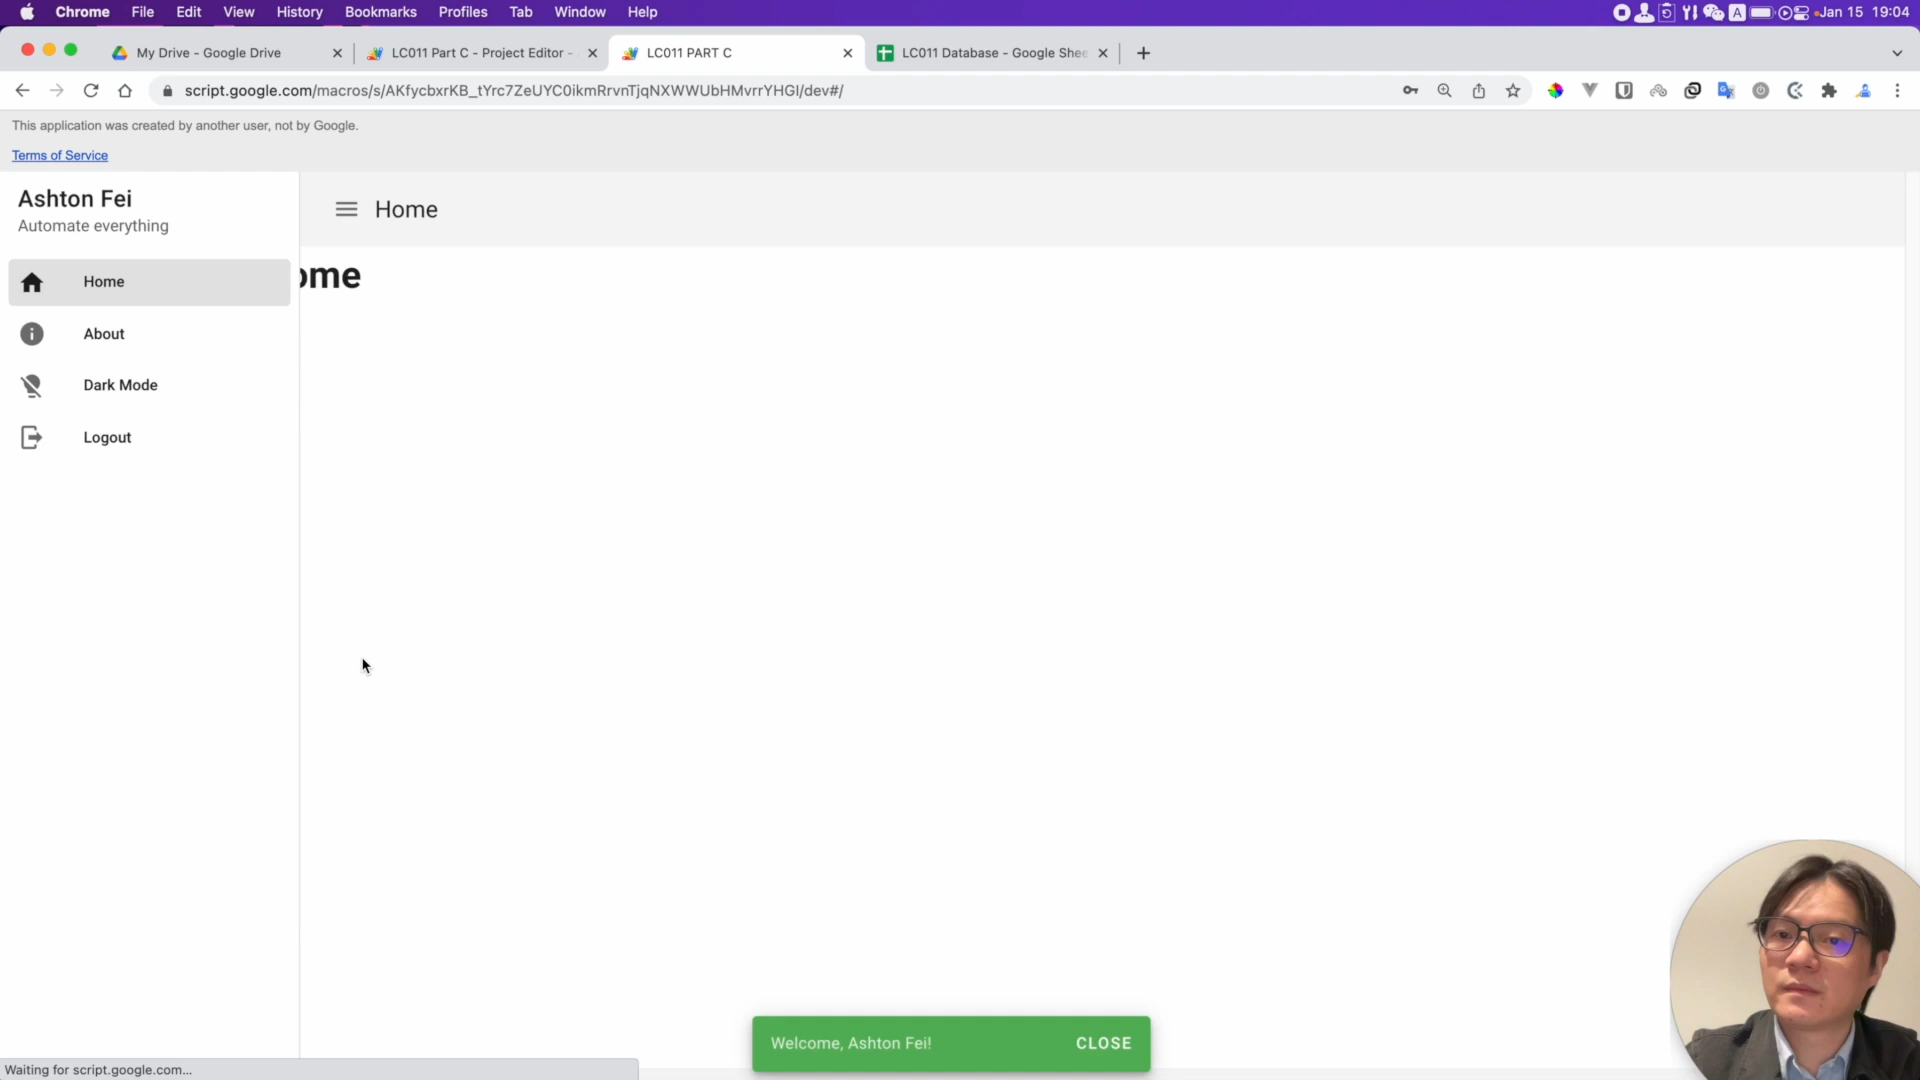 Chrome File Edit View History Bookmarks Profiles Tab Window Help
A Jan 15 19:04
My Drive - Google Drive
LC011 Part C - Project Editor -
LC011 PART C
LC011 Database - Google Shee
script.google.com/macros/s/AKfycbxrKB_tYrc7ZeUYC0ikmRrvnTjqNXWWUbHMvrrYHGI/dev#/
This application was created by another user, not by Google.
Terms of Service
Ashton Fei
Automate everything
Home
About
Dark Mode
Logout
Home
ome
Welcome, Ashton Fei! CLOSE
Waiting for script.google.com...